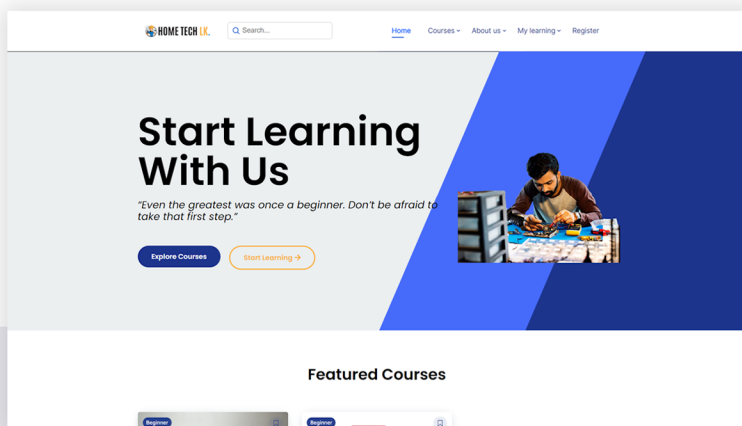 HOME TECH I.K.
Search...
Home
Courses
About us
My learning
Register
Start Learning
With Us
“Even the greatest was once a beginner. Don’t be afraid to
take that first step.”
Explore Courses
Start Learning →
Featured Courses
Beginner
Beginner